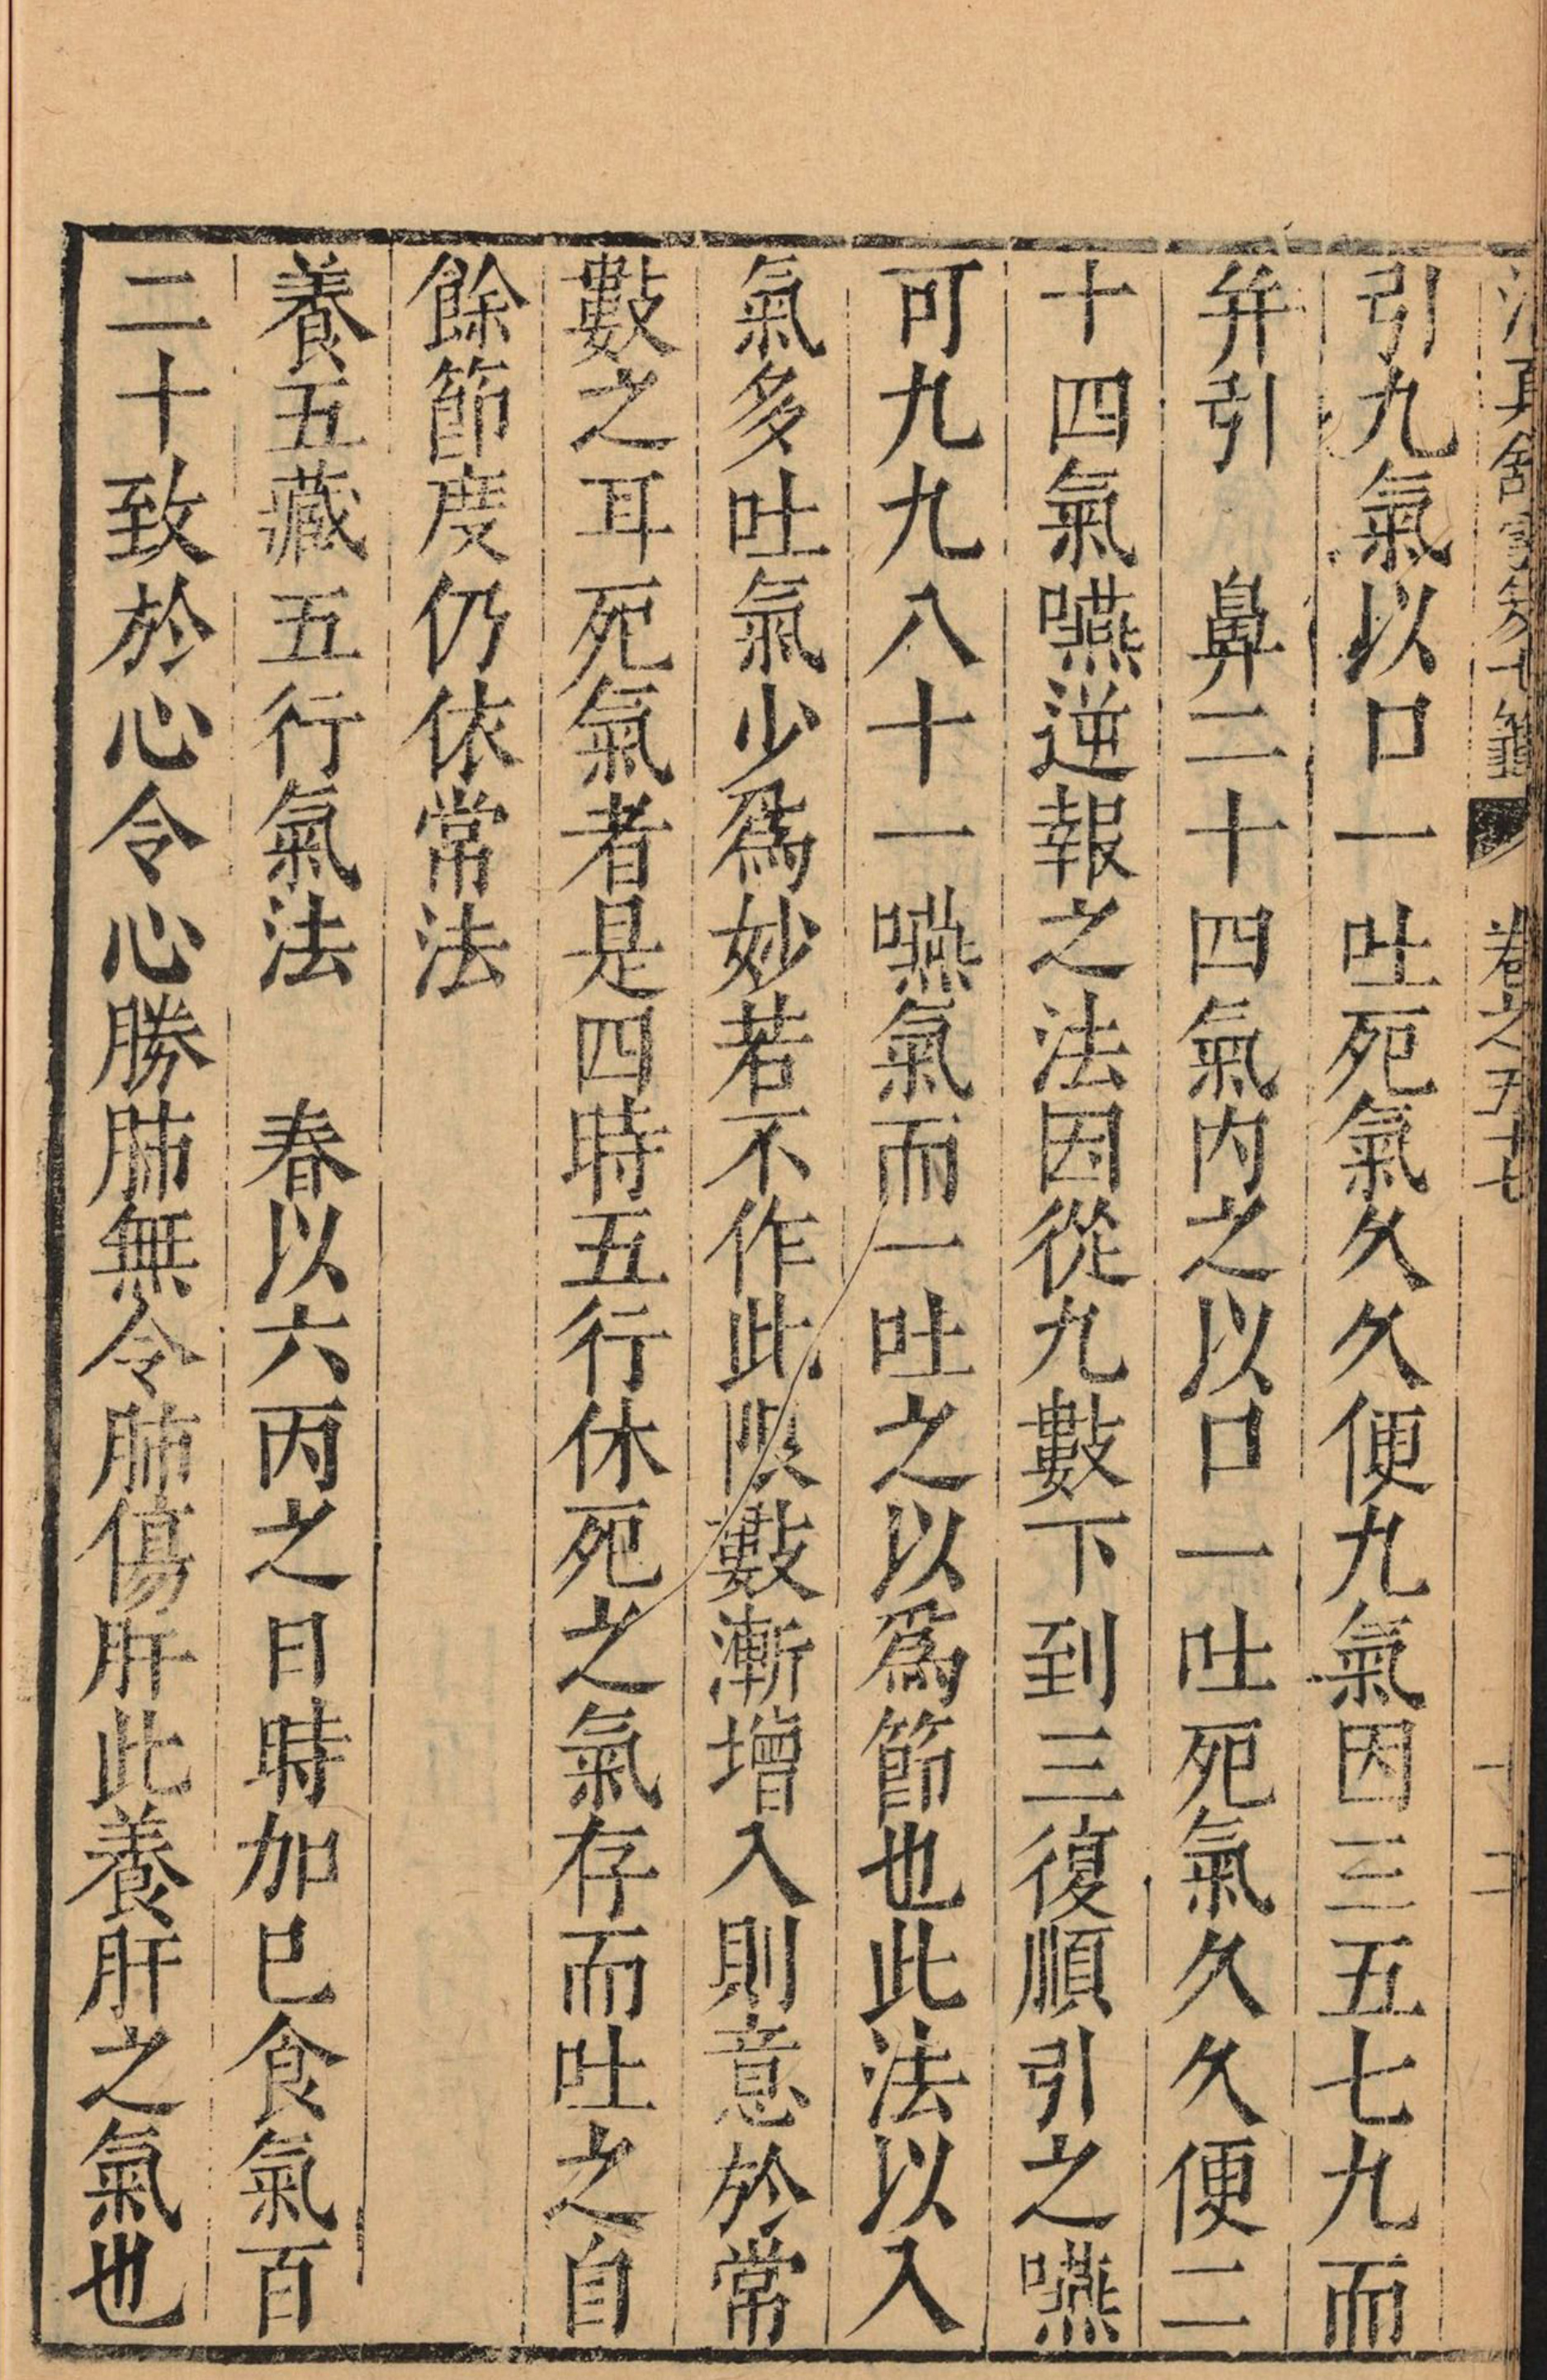 卷之五十七 十二
引九氣以口一吐死氣久久便九氣因三五七九而
并引 鼻二十四氣內之以口一吐死氣久久便二
十四氣嚥逆報之法因從九數下到三復順引之嚥
可九九八十一嚥氣而一吐之以爲節也此法以入
氣多吐氣少爲妙若不作此限數漸增入則意於常
數之耳死氣者是四時五行休死之氣存而吐之自
餘節度仍依常法
養五藏五行氣法 春以六丙之日時加巳食氣百
二十致於心令心勝肺無令肺傷肝此養肝之氣也